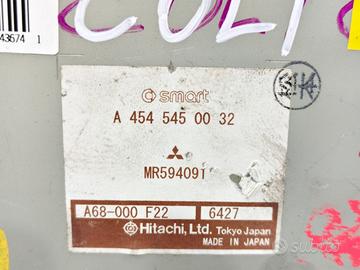 COLT
43674 1
smart
A 454 545 00 32
MR594091
A68-000 F22 6427
Hitachi, Ltd. Tokyo Japan
MADE IN JAPAN
subito